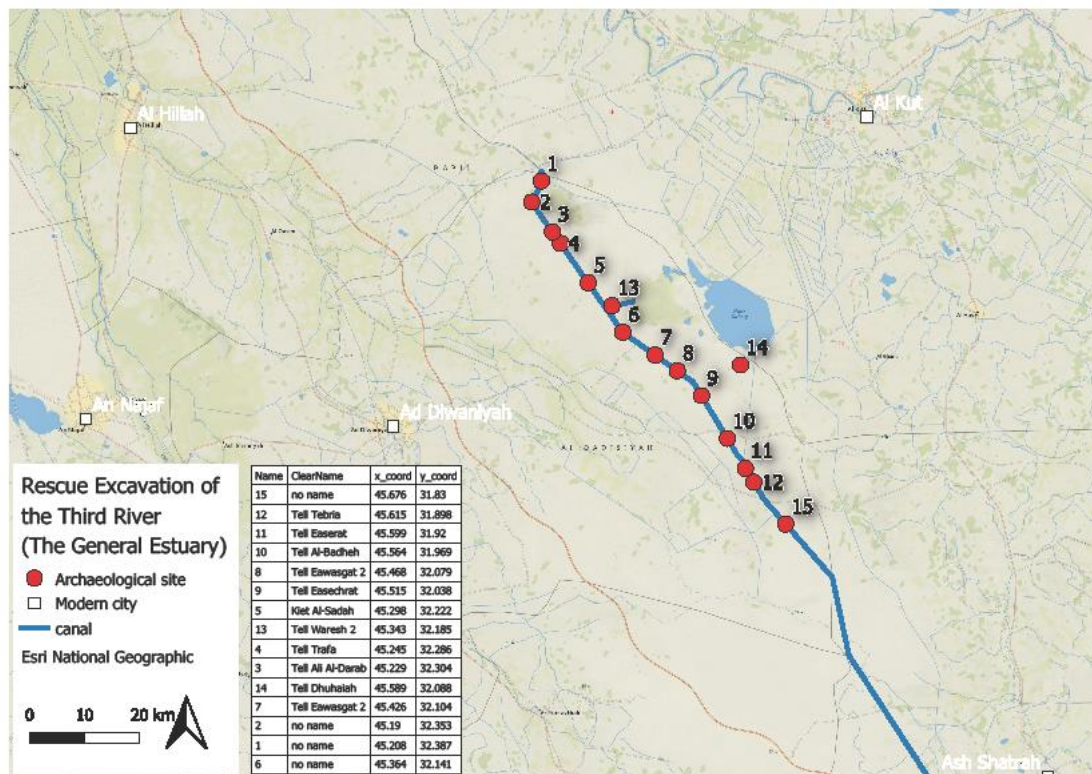 Al Hillah
Al Kut
BABIL
1
2
3
4
5
13
6
7
8
14
9
An Najaf
Ad Diwaniyah
10
AL QADISIYAH
11
12
15
Ash Shatrah
Rescue Excavation of
the Third River
(The General Estuary)
Archaeological site
Modern city
canal
Esri National Geographic
0 10 20 km
Name ClearName x_coord y_coord
15 no name 45.676 31.83
12 Tell Tebria 45.615 31.898
11 Tell Easerat 45.599 31.92
10 Tell Al-Badheh 45.564 31.969
8 Tell Eawasgat 2 45.468 32.079
9 Tell Easechrat 45.515 32.038
5 Kiet Al-Sadah 45.298 32.222
13 Tell Waresh 2 45.343 32.185
4 Tell Trafa 45.245 32.286
3 Tell Ali Al-Darab 45.229 32.304
14 Tell Dhuhaiah 45.589 32.088
7 Tell Eawasgat 2 45.426 32.104
2 no name 45.19 32.353
1 no name 45.208 32.387
6 no name 45.364 32.141